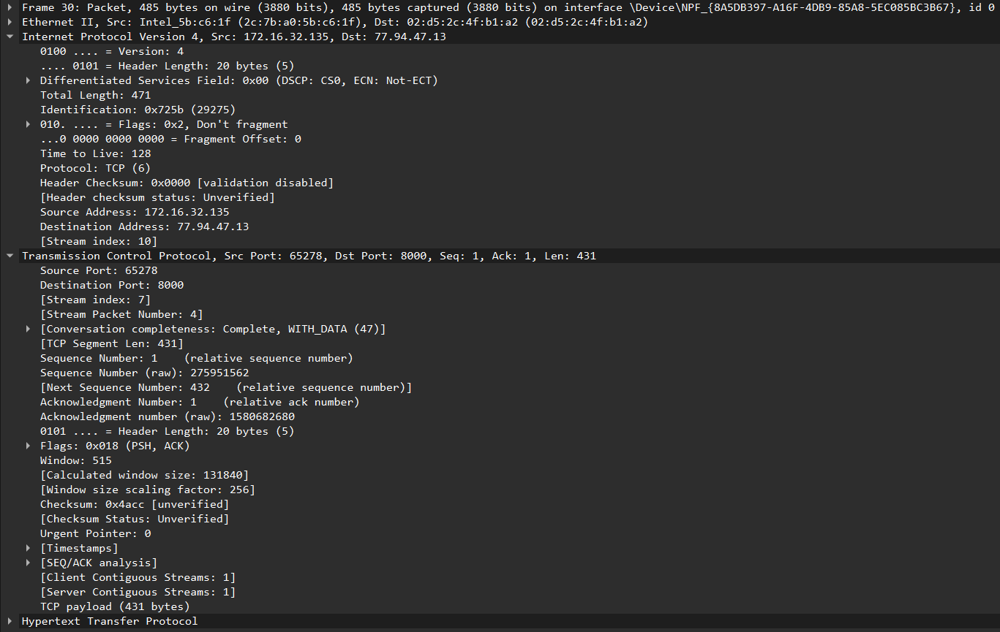 Frame 30: Packet, 485 bytes on wire (3880 bits), 485 bytes captured (3880 bits) on interface \Device\NPF_{8A5DB397-A16F-4DB9-85A8-5EC085BC3B67}, id 0
Ethernet II, Src: Intel_5b:c6:1f (2c:7b:a0:5b:c6:1f), Dst: 02:d5:2c:4f:b1:a2 (02:d5:2c:4f:b1:a2)
Internet Protocol Version 4, Src: 172.16.32.135, Dst: 77.94.47.13
0100 .... = Version: 4
.... 0101 = Header Length: 20 bytes (5)
Differentiated Services Field: 0x00 (DSCP: CS0, ECN: Not-ECT)
Total Length: 471
Identification: 0x725b (29275)
010. .... = Flags: 0x2, Don't fragment
...0 0000 0000 0000 = Fragment Offset: 0
Time to Live: 128
Protocol: TCP (6)
Header Checksum: 0x0000 [validation disabled]
[Header checksum status: Unverified]
Source Address: 172.16.32.135
Destination Address: 77.94.47.13
[Stream index: 10]
Transmission Control Protocol, Src Port: 65278, Dst Port: 8000, Seq: 1, Ack: 1, Len: 431
Source Port: 65278
Destination Port: 8000
[Stream index: 7]
[Stream Packet Number: 4]
[Conversation completeness: Complete, WITH_DATA (47)]
[TCP Segment Len: 431]
Sequence Number: 1    (relative sequence number)
Sequence Number (raw): 275951562
[Next Sequence Number: 432    (relative sequence number)]
Acknowledgment Number: 1    (relative ack number)
Acknowledgment number (raw): 1580682680
0101 .... = Header Length: 20 bytes (5)
Flags: 0x018 (PSH, ACK)
Window: 515
[Calculated window size: 131840]
[Window size scaling factor: 256]
Checksum: 0x4acc [unverified]
[Checksum Status: Unverified]
Urgent Pointer: 0
[Timestamps]
[SEQ/ACK analysis]
[Client Contiguous Streams: 1]
[Server Contiguous Streams: 1]
TCP payload (431 bytes)
Hypertext Transfer Protocol